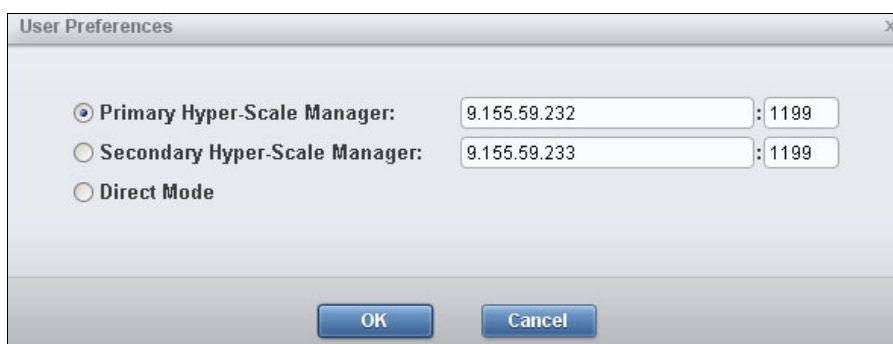 User Preferences x
Primary Hyper-Scale Manager: 9.155.59.232 : 1199
Secondary Hyper-Scale Manager: 9.155.59.233 : 1199
Direct Mode
OK Cancel